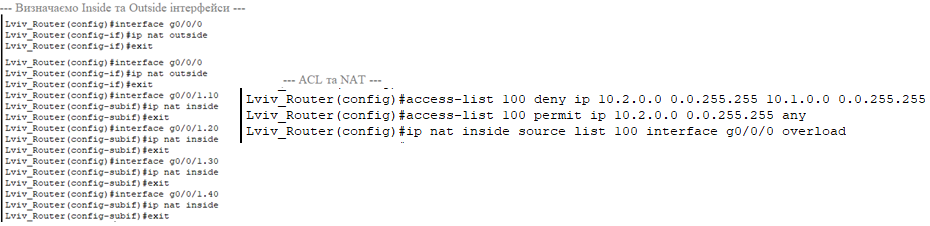 --- Визначаємо Inside та Outside інтерфейси ---
Lviv_Router(config)#interface g0/0/0
Lviv_Router(config-if)#ip nat outside
Lviv_Router(config-if)#exit
Lviv_Router(config)#interface g0/0/0
Lviv_Router(config-if)#ip nat outside
Lviv_Router(config-if)#exit
Lviv_Router(config)#interface g0/0/1.10
Lviv_Router(config-subif)#ip nat inside
Lviv_Router(config-subif)#exit
Lviv_Router(config)#interface g0/0/1.20
Lviv_Router(config-subif)#ip nat inside
Lviv_Router(config-subif)#exit
Lviv_Router(config)#interface g0/0/1.30
Lviv_Router(config-subif)#ip nat inside
Lviv_Router(config-subif)#exit
Lviv_Router(config)#interface g0/0/1.40
Lviv_Router(config-subif)#ip nat inside
Lviv_Router(config-subif)#exit
--- ACL та NAT ---
Lviv_Router(config)#access-list 100 deny ip 10.2.0.0 0.0.255.255 10.1.0.0 0.0.255.255
Lviv_Router(config)#access-list 100 permit ip 10.2.0.0 0.0.255.255 any
Lviv_Router(config)#ip nat inside source list 100 interface g0/0/0 overload